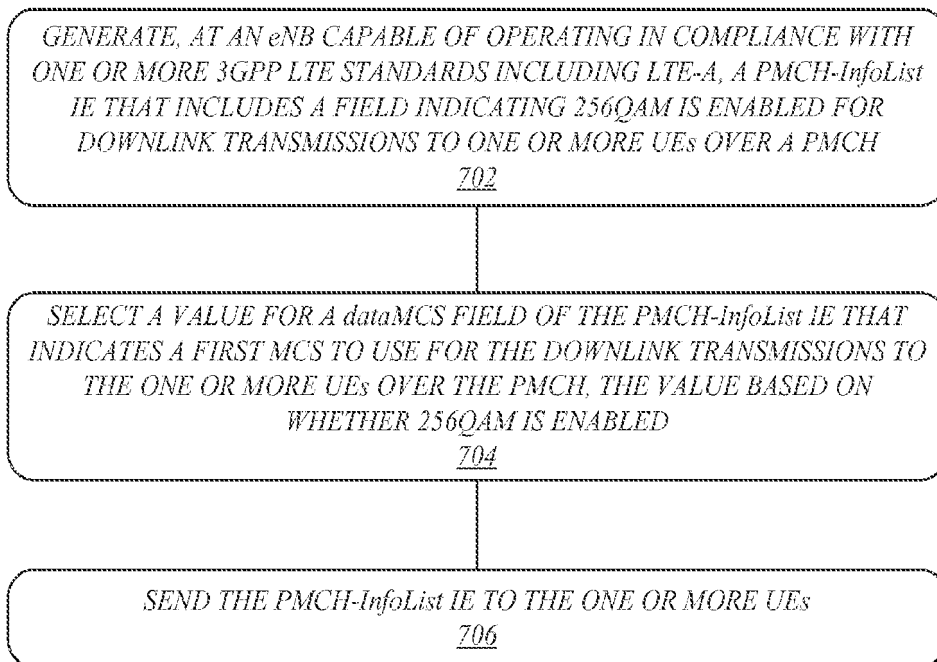 GENERATE, AT AN eNB CAPABLE OF OPERATING IN COMPLIANCE WITH
ONE OR MORE 3GPP LTE STANDARDS INCLUDING LTE-A, A PMCH-InfoList
IE THAT INCLUDES A FIELD INDICATING 256QAM IS ENABLED FOR
DOWNLINK TRANSMISSIONS TO ONE OR MORE UEs OVER A PMCH
702
SELECT A VALUE FOR A dataMCS FIELD OF THE PMCH-InfoList IE THAT
INDICATES A FIRST MCS TO USE FOR THE DOWNLINK TRANSMISSIONS TO
THE ONE OR MORE UEs OVER THE PMCH, THE VALUE BASED ON
WHETHER 256QAM IS ENABLED
704
SEND THE PMCH-InfoList IE TO THE ONE OR MORE UEs
706